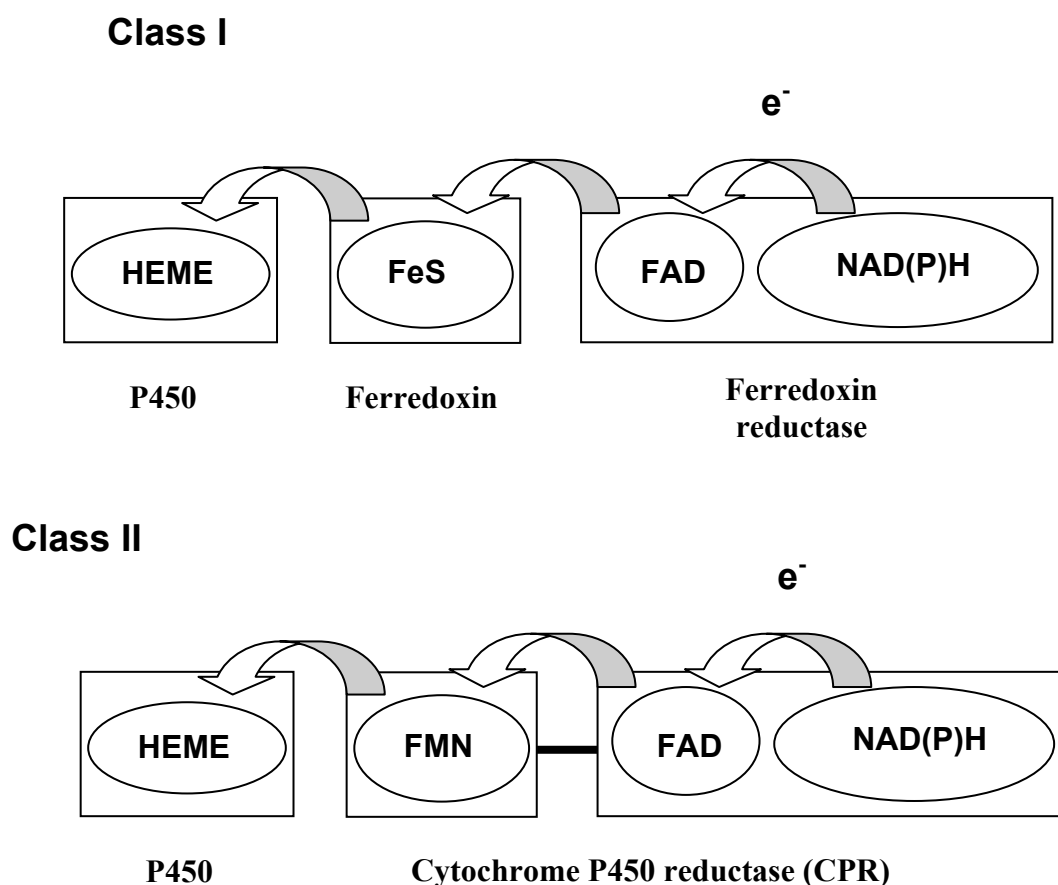 Class I
e-
HEME
FeS
FAD
NAD(P)H
P450
Ferredoxin
Ferredoxin
reductase
Class II
e-
HEME
FMN
FAD
NAD(P)H
P450
Cytochrome P450 reductase (CPR)